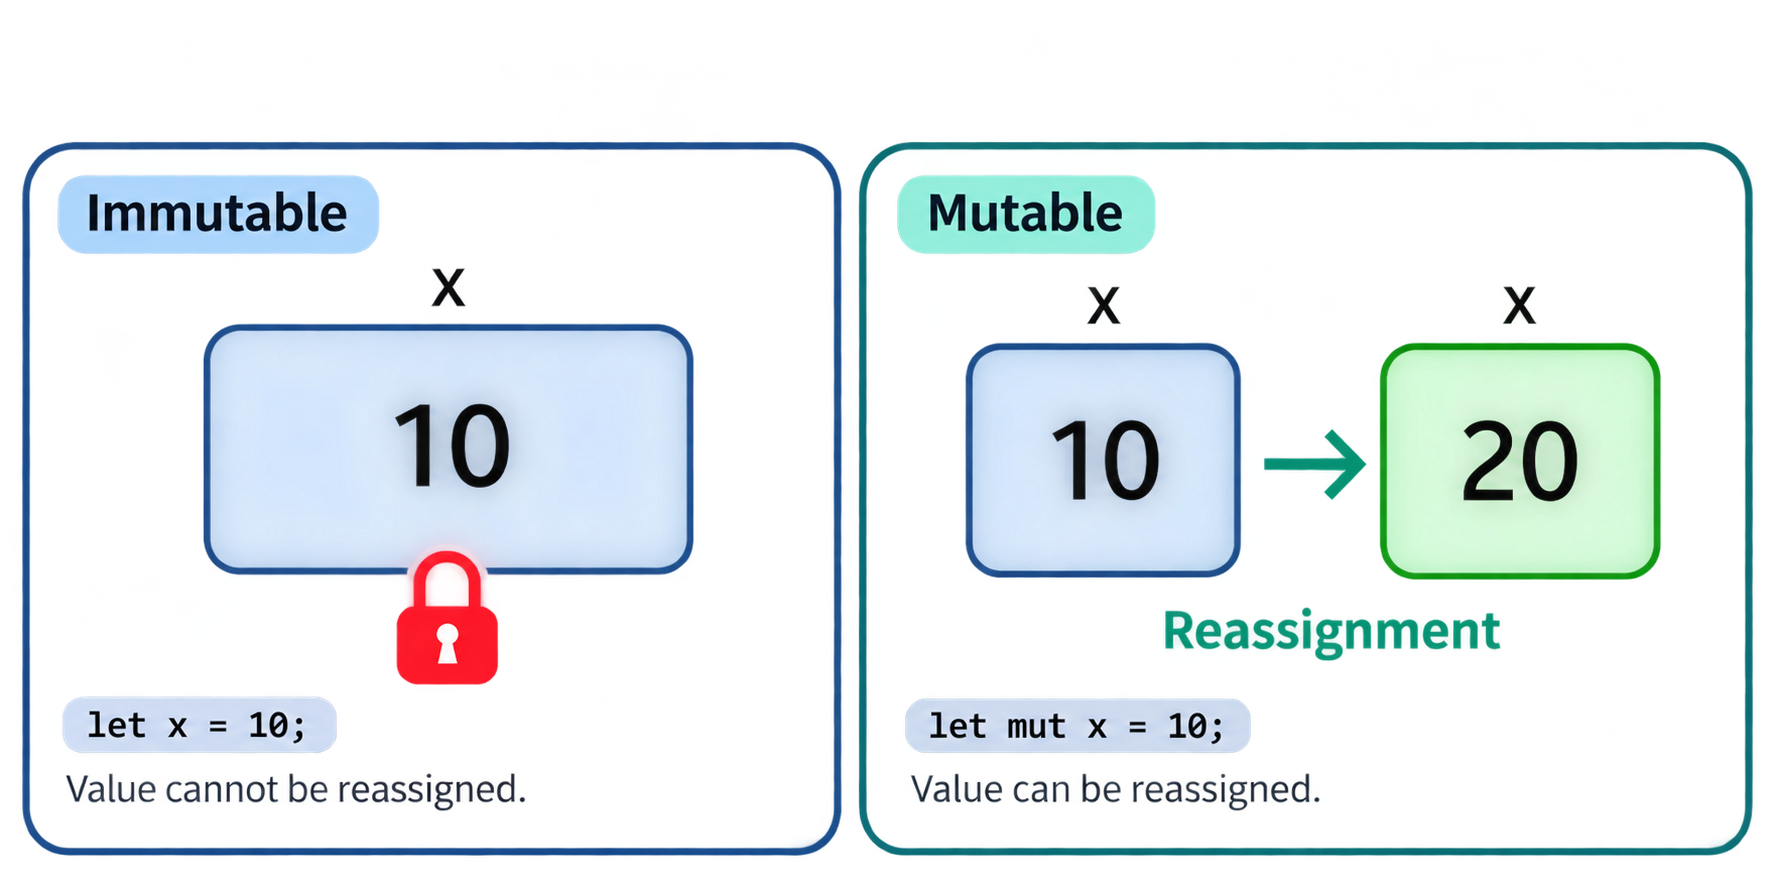 Immutable
X
10
let x = 10;
Value cannot be reassigned.
Mutable
X
X
10
20
Reassignment
let mut x = 10;
Value can be reassigned.